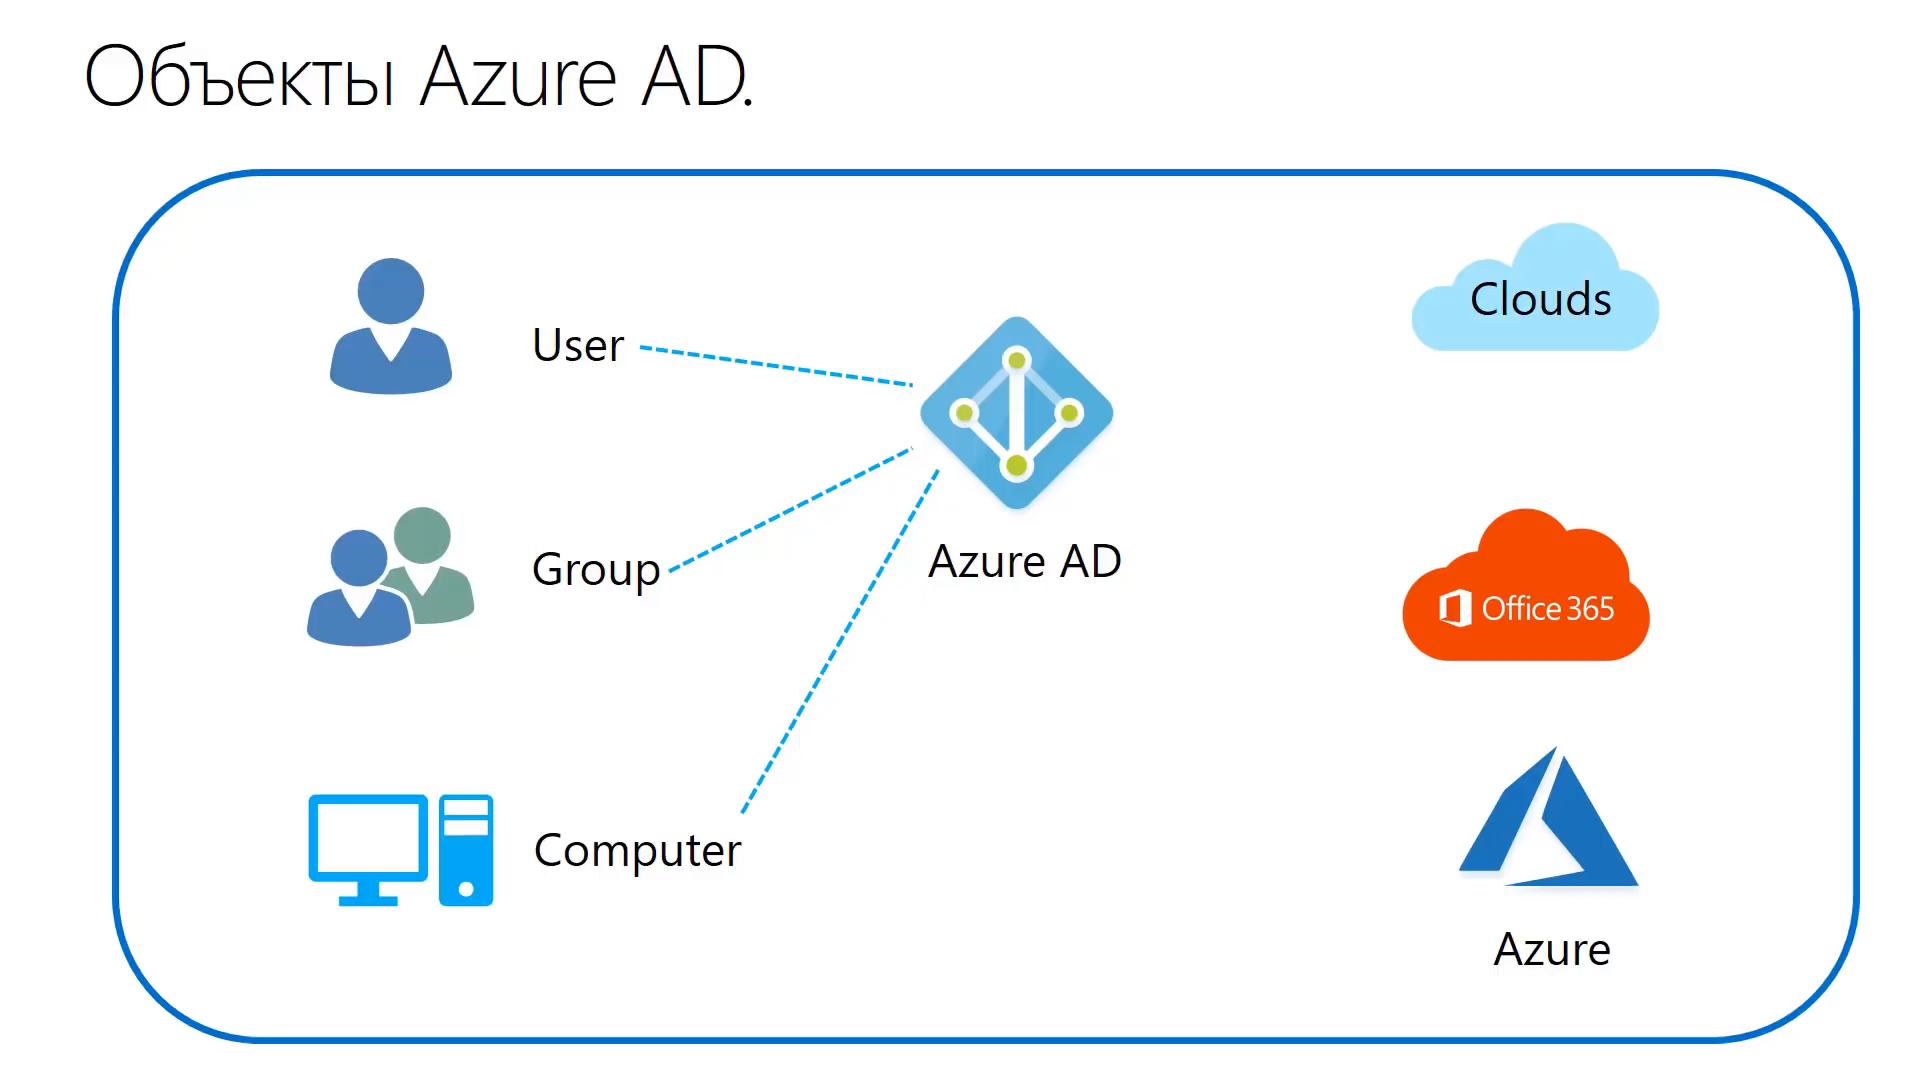 Объекты Azure AD.
User
Group
Computer
Azure AD
Clouds
Office 365
Azure